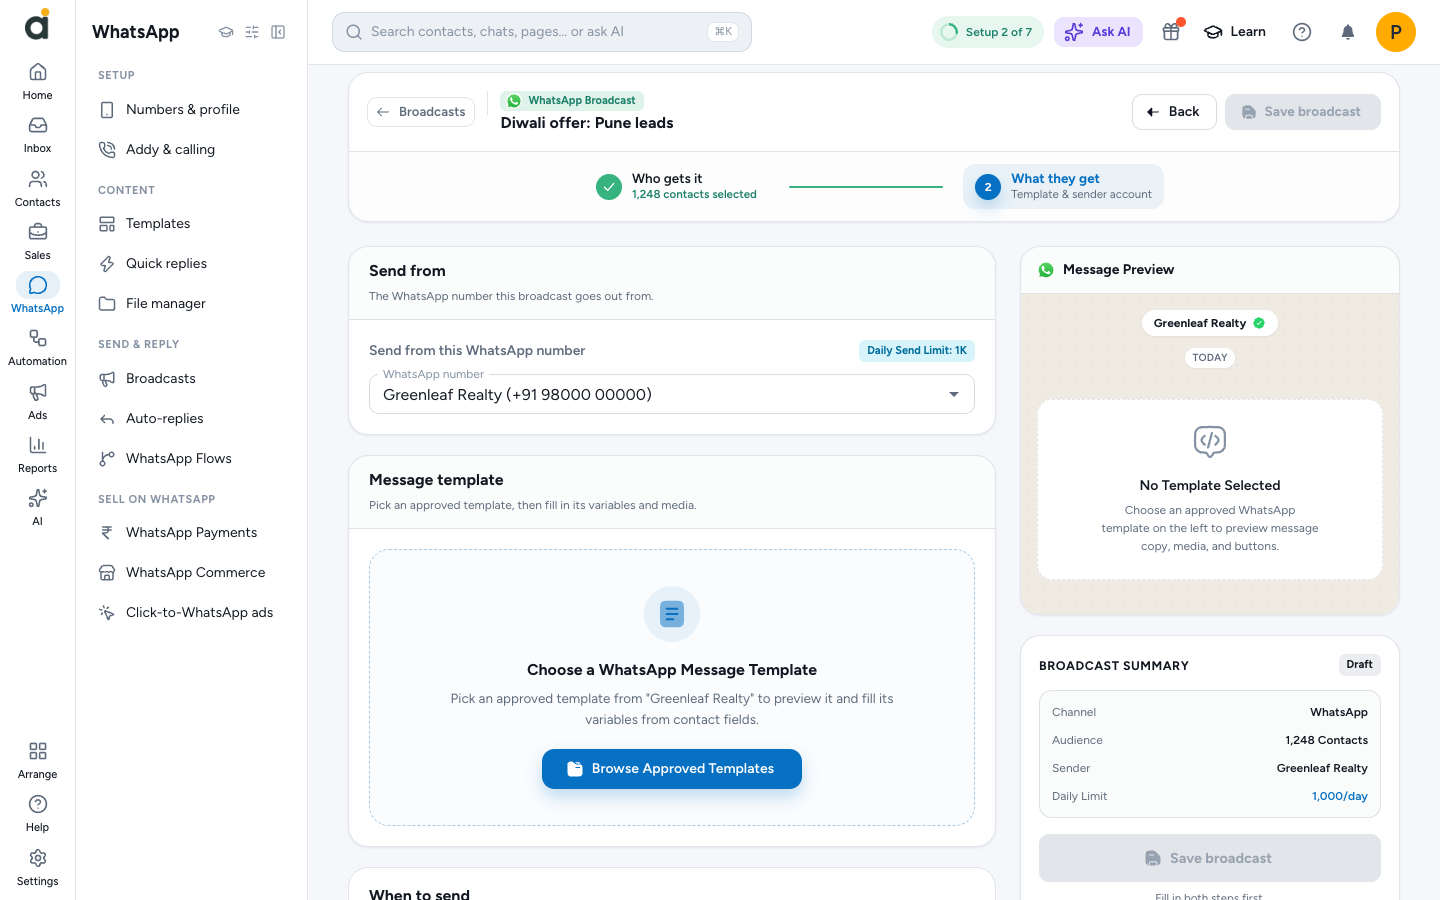 Search contacts, chats, pages... or ask AI
⌘K
Setup 2 of 7
Ask AI
Learn
P
Home
Inbox
Contacts
Sales
WhatsApp
Automation
Ads
Reports
AI
Arrange
Help
Settings
WhatsApp
SETUP
Numbers & profile
Addy & calling
CONTENT
Templates
Quick replies
File manager
SEND & REPLY
Broadcasts
Auto-replies
WhatsApp Flows
SELL ON WHATSAPP
WhatsApp Payments
WhatsApp Commerce
Click-to-WhatsApp ads
Broadcasts
WhatsApp Broadcast
Diwali offer: Pune leads
Back
Save broadcast
Who gets it
1,248 contacts selected
2
What they get
Template & sender account
Send from
The WhatsApp number this broadcast goes out from.
Send from this WhatsApp number
Daily Send Limit: 1K
WhatsApp number
Greenleaf Realty (+91 98000 00000)
Message template
Pick an approved template, then fill in its variables and media.
Choose a WhatsApp Message Template
Pick an approved template from "Greenleaf Realty" to preview it and fill its
variables from contact fields.
Browse Approved Templates
When to send
Message Preview
Greenleaf Realty
TODAY
No Template Selected
Choose an approved WhatsApp
template on the left to preview message
copy, media, and buttons.
BROADCAST SUMMARY
Draft
Channel
WhatsApp
Audience
1,248 Contacts
Sender
Greenleaf Realty
Daily Limit
1,000/day
Save broadcast
Fill in both steps first